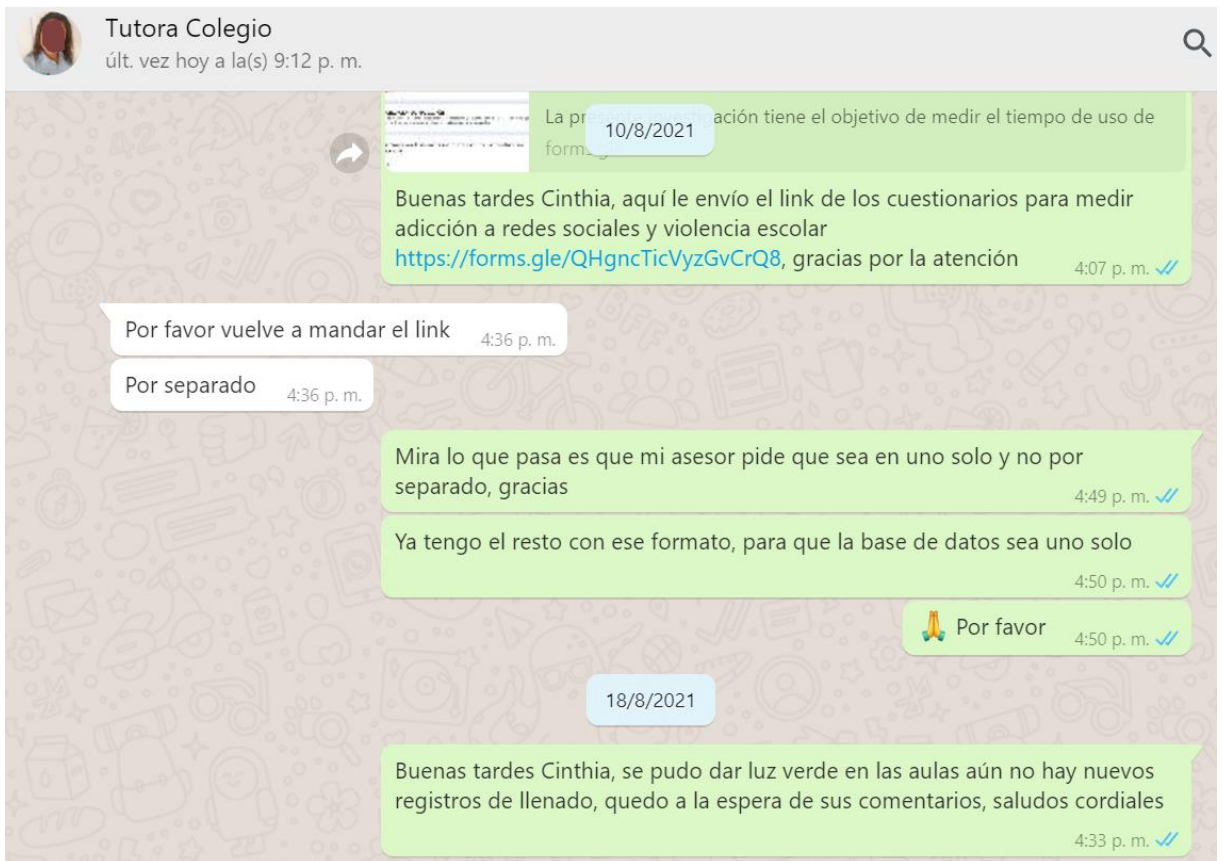 Tutora Colegio
últ. vez hoy a la(s) 9:12 p. m.
10/8/2021
La presente investigación tiene el objetivo de medir el tiempo de uso de
Buenas tardes Cinthia, aquí le envío el link de los cuestionarios para medir
adicción a redes sociales y violencia escolar
https://forms.gle/QHgncTicVyzGvCrQ8, gracias por la atención
4:07 p. m.
Por favor vuelve a mandar el link 4:36 p. m.
Por separado 4:36 p. m.
Mira lo que pasa es que mi asesor pide que sea en uno solo y no por
separado, gracias
4:49 p. m.
Ya tengo el resto con ese formato, para que la base de datos sea uno solo
4:50 p. m.
🙏 Por favor 4:50 p. m.
18/8/2021
Buenas tardes Cinthia, se pudo dar luz verde en las aulas aún no hay nuevos
registros de llenado, quedo a la espera de sus comentarios, saludos cordiales
4:33 p. m.